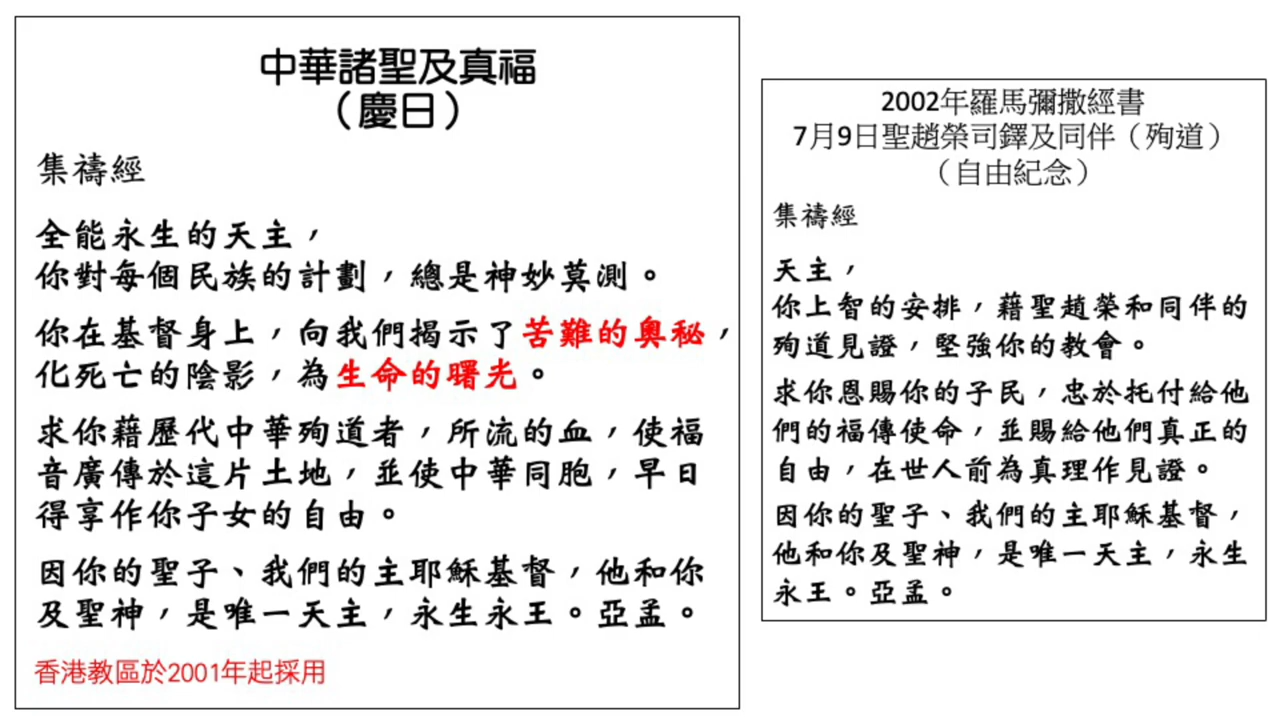 中華諸聖及真福
（慶日）
集禱經
全能永生的天主，
你對每個民族的計劃，總是神妙莫測。
你在基督身上，向我們揭示了苦難的奧秘，
化死亡的陰影，為生命的曙光。
求你藉歷代中華殉道者，所流的血，使福
音廣傳於這片土地，並使中華同胞，早日
得享作你子女的自由。
因你的聖子、我們的主耶穌基督，他和你
及聖神，是唯一天主，永生永王。亞孟。
香港教區於2001年起採用
2002年羅馬彌撒經書
7月9日聖趙榮司鐸及同伴（殉道）
（自由紀念）
集禱經
天主，
你上智的安排，藉聖趙榮和同伴的
殉道見證，堅強你的教會。
求你恩賜你的子民，忠於托付給他
們的福傳使命，並賜給他們真正的
自由，在世人前為真理作見證。
因你的聖子、我們的主耶穌基督，
他和你及聖神，是唯一天主，永生
永王。亞孟。